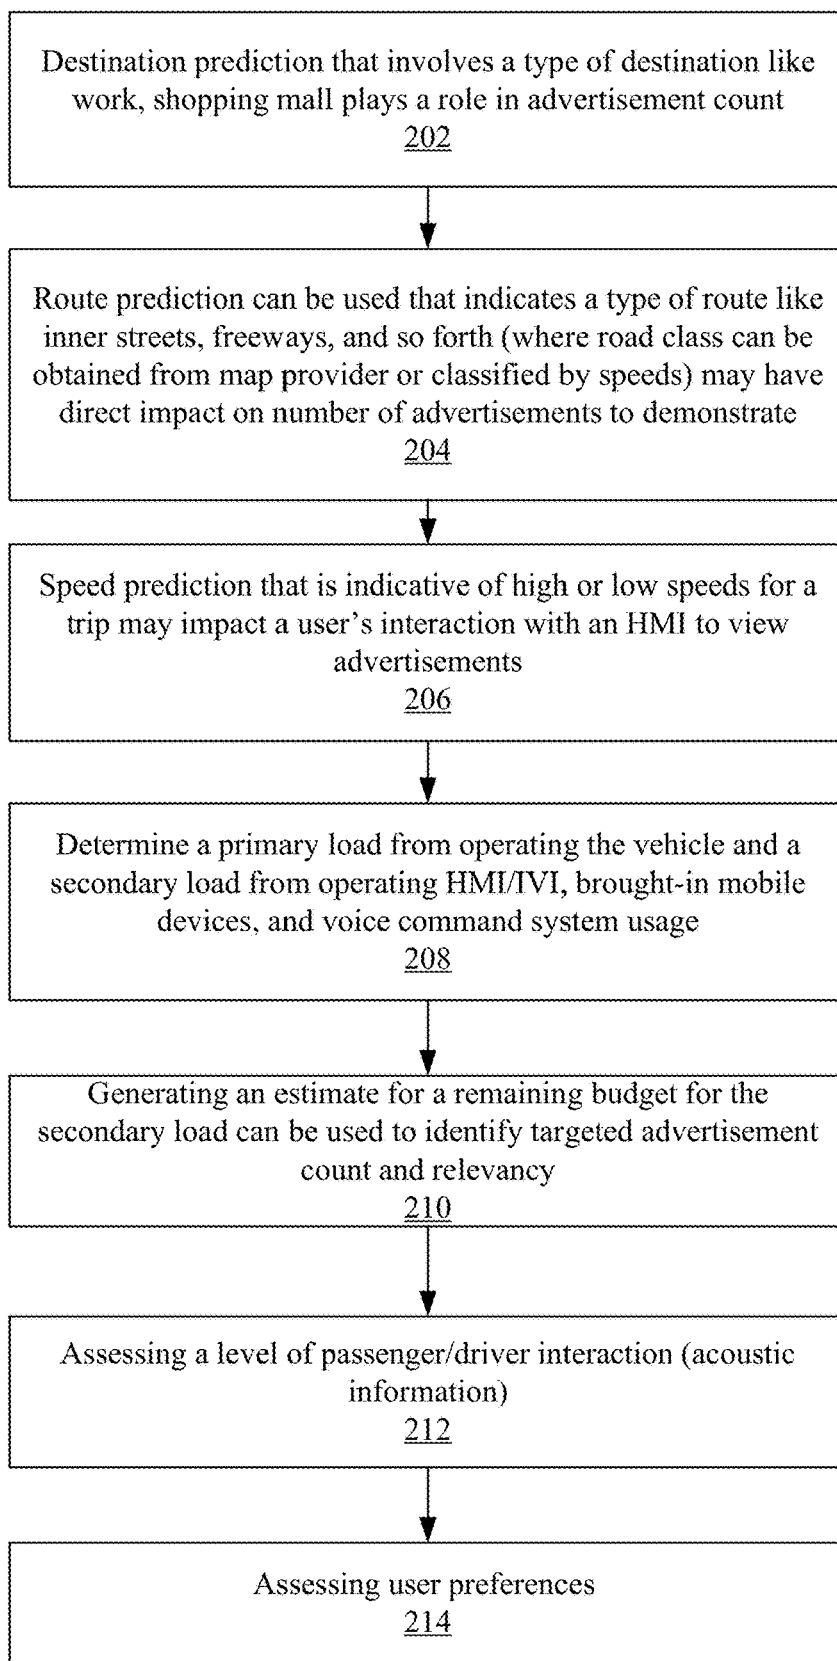 Destination prediction that involves a type of destination like
work, shopping mall plays a role in advertisement count
202
Route prediction can be used that indicates a type of route like
inner streets, freeways, and so forth (where road class can be
obtained from map provider or classified by speeds) may have
direct impact on number of advertisements to demonstrate
204
Speed prediction that is indicative of high or low speeds for a
trip may impact a user's interaction with an HMI to view
advertisements
206
Determine a primary load from operating the vehicle and a
secondary load from operating HMI/IVI, brought-in mobile
devices, and voice command system usage
208
Generating an estimate for a remaining budget for the
secondary load can be used to identify targeted advertisement
count and relevancy
210
Assessing a level of passenger/driver interaction (acoustic
information)
212
Assessing user preferences
214